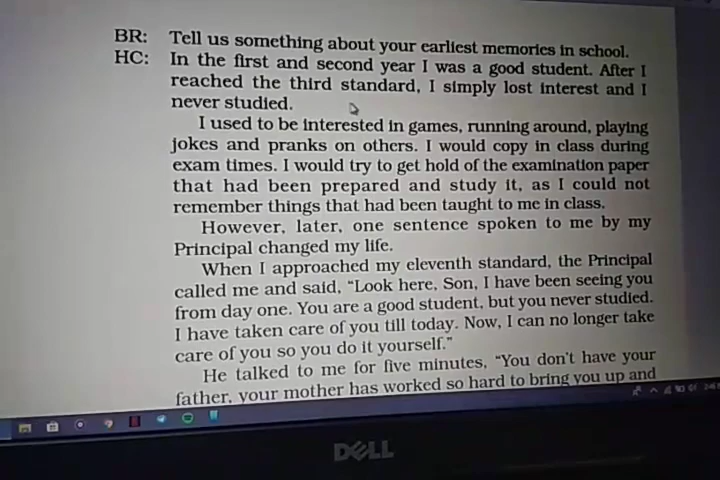 BR: Tell us something about your earliest memories in school.
HC: In the first and second year I was a good student. After I
reached the third standard, I simply lost interest and I
never studied.
I used to be interested in games, running around, playing
jokes and pranks on others. I would copy in class during
exam times. I would try to get hold of the examination paper
that had been prepared and study it, as I could not
remember things that had been taught to me in class.
However, later, one sentence spoken to me by my
Principal changed my life.
When I approached my eleventh standard, the Principal
called me and said, “Look here, Son, I have been seeing you
from day one. You are a good student, but you never studied.
I have taken care of you till today. Now, I can no longer take
care of you so you do it yourself.”
He talked to me for five minutes, “You don't have your
father, your mother has worked so hard to bring you up and
DELL